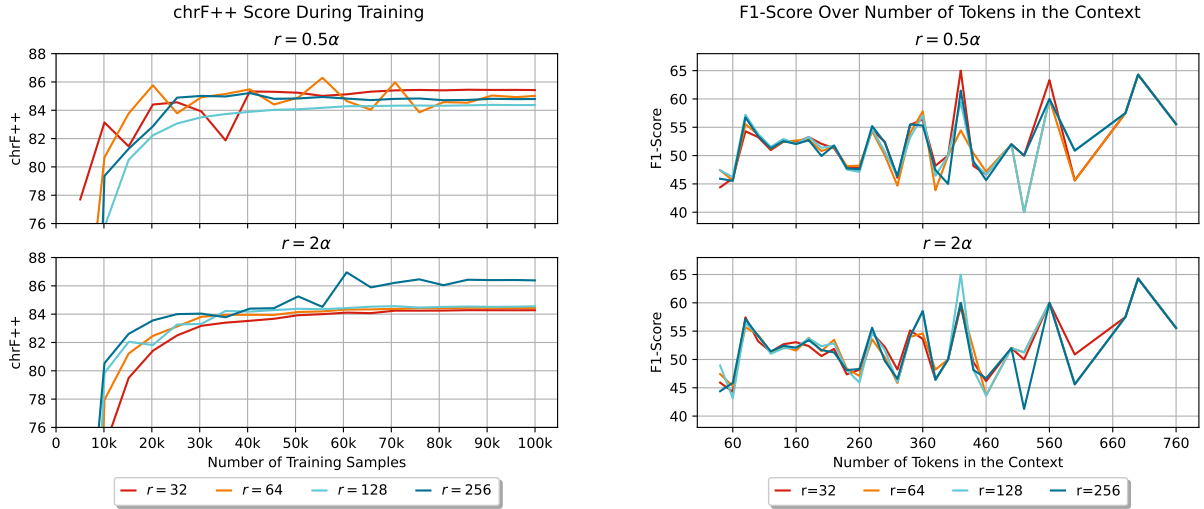 chrF++ Score During Training
r = 0.5α
88
86
84
82
80
78
76
chrF++
r = 2α
88
86
84
82
80
78
76
chrF++
0 10k 20k 30k 40k 50k 60k 70k 80k 90k 100k
Number of Training Samples
r = 32 r = 64 r = 128 r = 256
F1-Score Over Number of Tokens in the Context
r = 0.5α
65
60
55
50
45
40
F1-Score
r = 2α
65
60
55
50
45
40
F1-Score
60 160 260 360 460 560 660 760
Number of Tokens in the Context
r=32 r=64 r=128 r=256